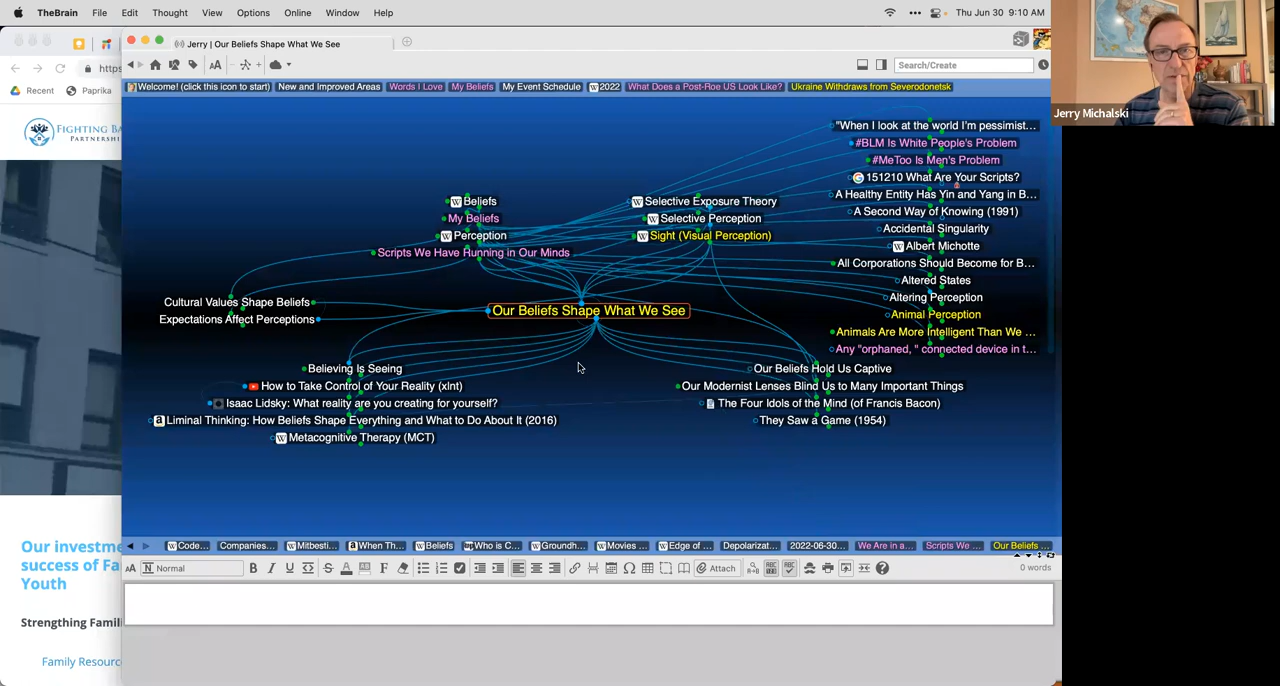 TheBrain File Edit Thought View Options Online Window Help
Thu Jun 30 9:10 AM
Jerry | Our Beliefs Shape What We See
https
AA
Search/Create
Recent
Paprika
Welcome! (click this icon to start) New and Improved Areas Words I Love My Beliefs My Event Schedule 2022 What Does a Post-Roe US Look Like? Ukraine Withdraws from Severodonetsk
Jerry Michalski
FIGHTING BA
PARTNERSHI
"When I look at the world I'm pessimist...
#BLM Is White People's Problem
#MeToo Is Men's Problem
151210 What Are Your Scripts?
A Healthy Entity Has Yin and Yang in B...
A Second Way of Knowing (1991)
Accidental Singularity
Albert Michotte
All Corporations Should Become for B...
Altered States
Altering Perception
Animal Perception
Animals Are More Intelligent Than We ...
Any "orphaned, " connected device in t...
Beliefs
My Beliefs
Perception
Scripts We Have Running in Our Minds
Selective Exposure Theory
Selective Perception
Sight (Visual Perception)
Cultural Values Shape Beliefs
Expectations Affect Perceptions
Our Beliefs Shape What We See
Believing Is Seeing
How to Take Control of Your Reality (xlnt)
Isaac Lidsky: What reality are you creating for yourself?
Liminal Thinking: How Beliefs Shape Everything and What to Do About It (2016)
Metacognitive Therapy (MCT)
Our Beliefs Hold Us Captive
Our Modernist Lenses Blind Us to Many Important Things
The Four Idols of the Mind (of Francis Bacon)
They Saw a Game (1954)
Code... Companies... Mitbesti... When Th... Beliefs Who is C... Groundh... Movies ... Edge of ... Depolarizat... 2022-06-30... We Are in a... Scripts We ... Our Beliefs ...
AA N Normal B I U S A F Attach 0 words
Our investme
success of Fa
Youth
Strengthen Famili
Family Resourc